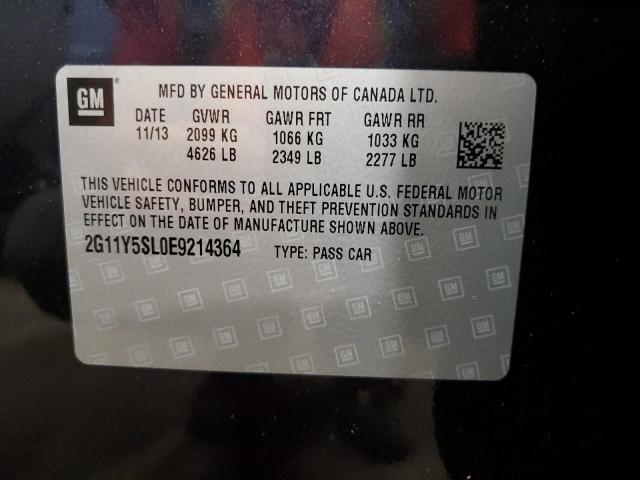 GM
MFD BY GENERAL MOTORS OF CANADA LTD.
DATE GVWR GAWR FRT GAWR RR
11/13 2099 KG 1066 KG 1033 KG
4626 LB 2349 LB 2277 LB
THIS VEHICLE CONFORMS TO ALL APPLICABLE U.S. FEDERAL MOTOR
VEHICLE SAFETY, BUMPER, AND THEFT PREVENTION STANDARDS IN
EFFECT ON THE DATE OF MANUFACTURE SHOWN ABOVE.
2G11Y5SL0E9214364 TYPE: PASS CAR